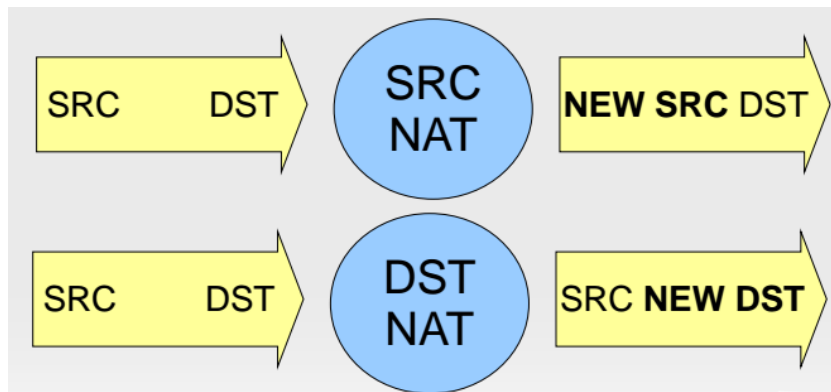 SRC DST
SRC
NAT
NEW SRC DST
SRC DST
DST
NAT
SRC NEW DST